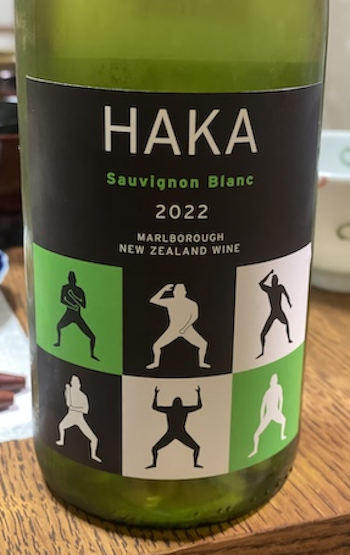 HAKA
Sauvignon Blanc
2022
MARLBOROUGH
NEW ZEALAND WINE